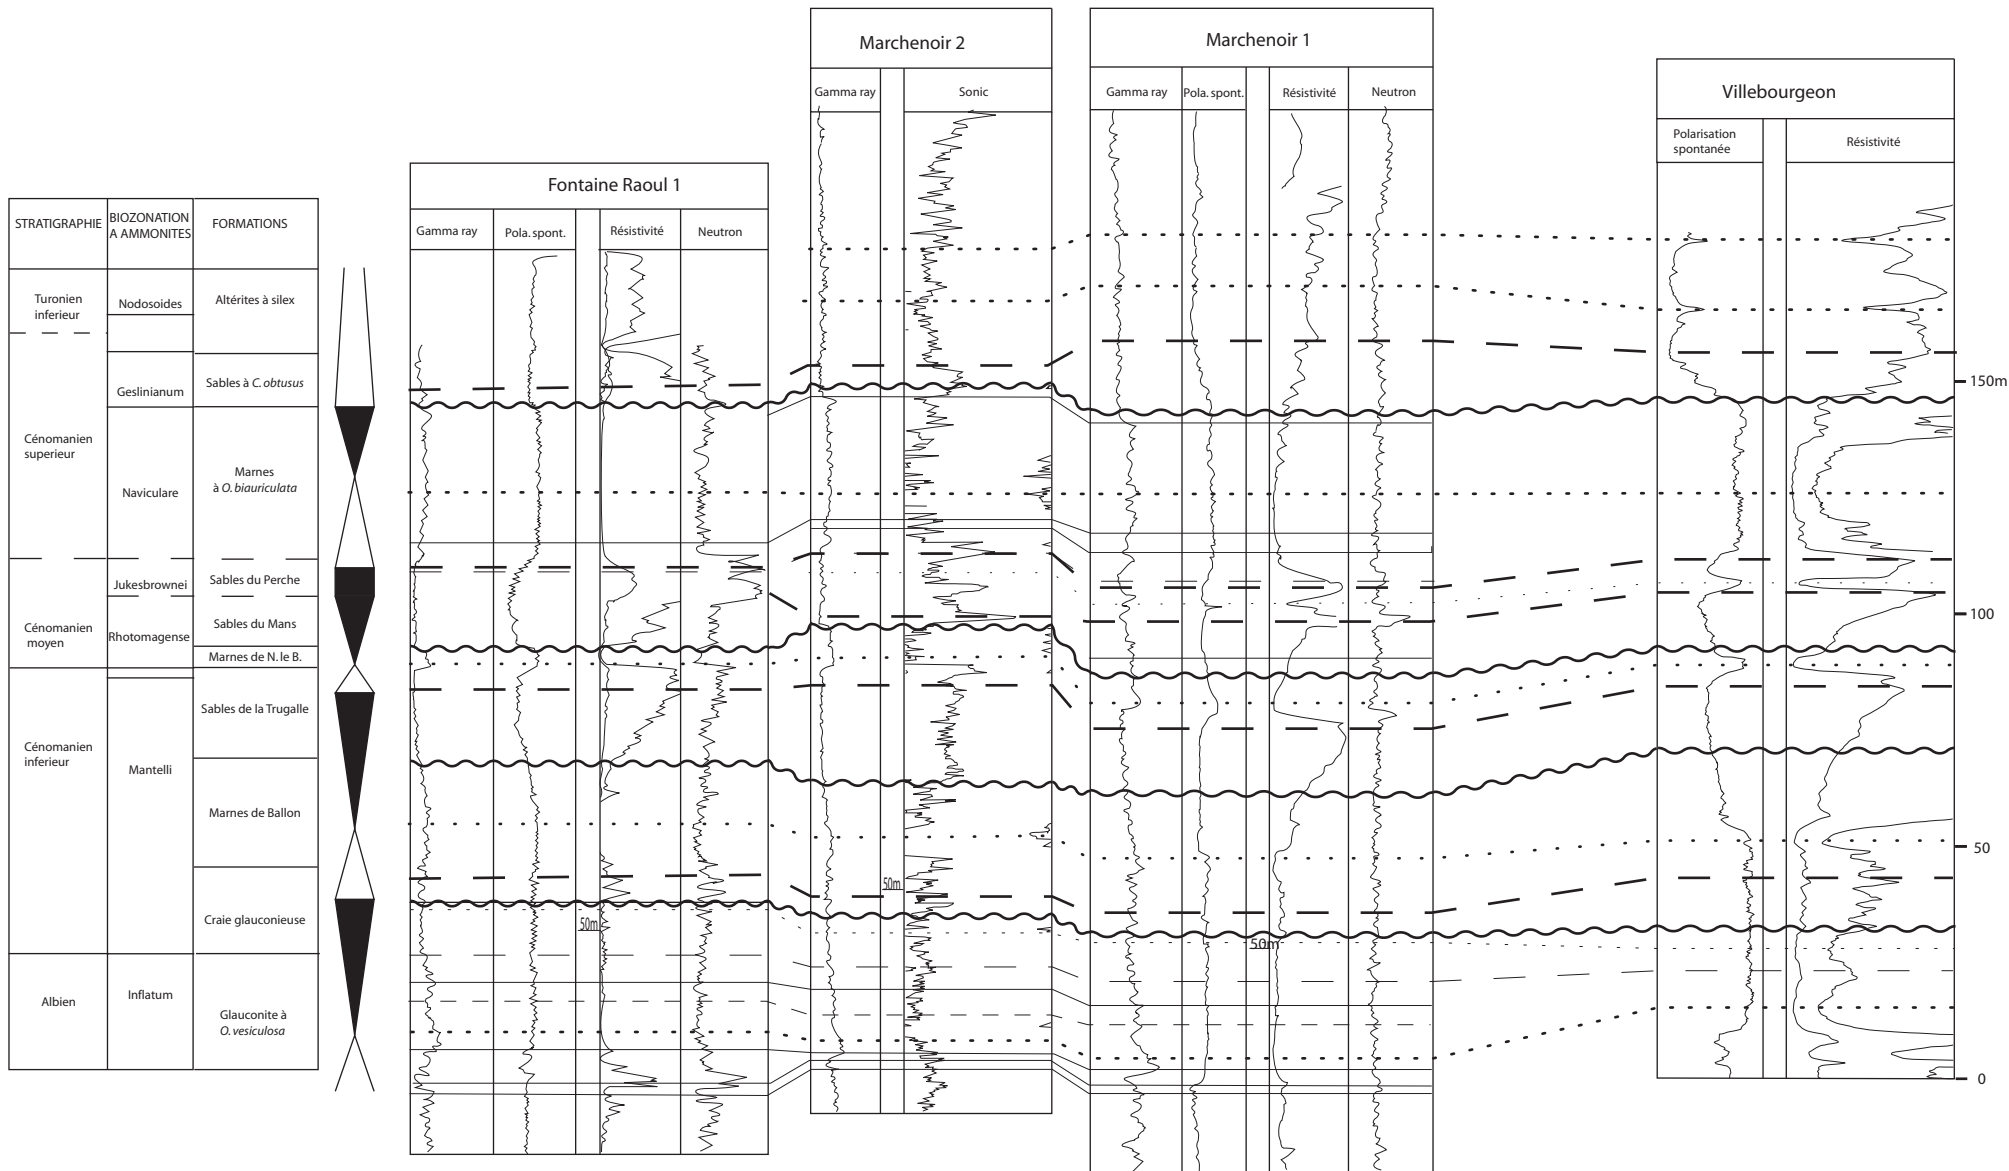 STRATIGRAPHIE
BIOZONATION
A AMMONITES
FORMATIONS
Turonien
inferieur
Nodosoides
Altérites à silex
Geslinianum
Sables à C. obtusus
Cénomanien
superieur
Naviculare
Marnes
à O. biauriculata
Jukesbrownei
Sables du Perche
Cénomanien
moyen
Rhotomagense
Sables du Mans
Marnes de N. le B.
Sables de la Trugalle
Cénomanien
inferieur
Mantelli
Marnes de Ballon
Craie glauconieuse
Albien
Inflatum
Glauconite à
O. vesiculosa
Fontaine Raoul 1
Gamma ray
Pola. spont.
Résistivité
Neutron
50m
Marchenoir 2
Gamma ray
Sonic
50m
Marchenoir 1
Gamma ray
Pola. spont.
Résistivité
Neutron
50m
Villebourgeon
Polarisation
spontanée
Résistivité
150m
100
50
0